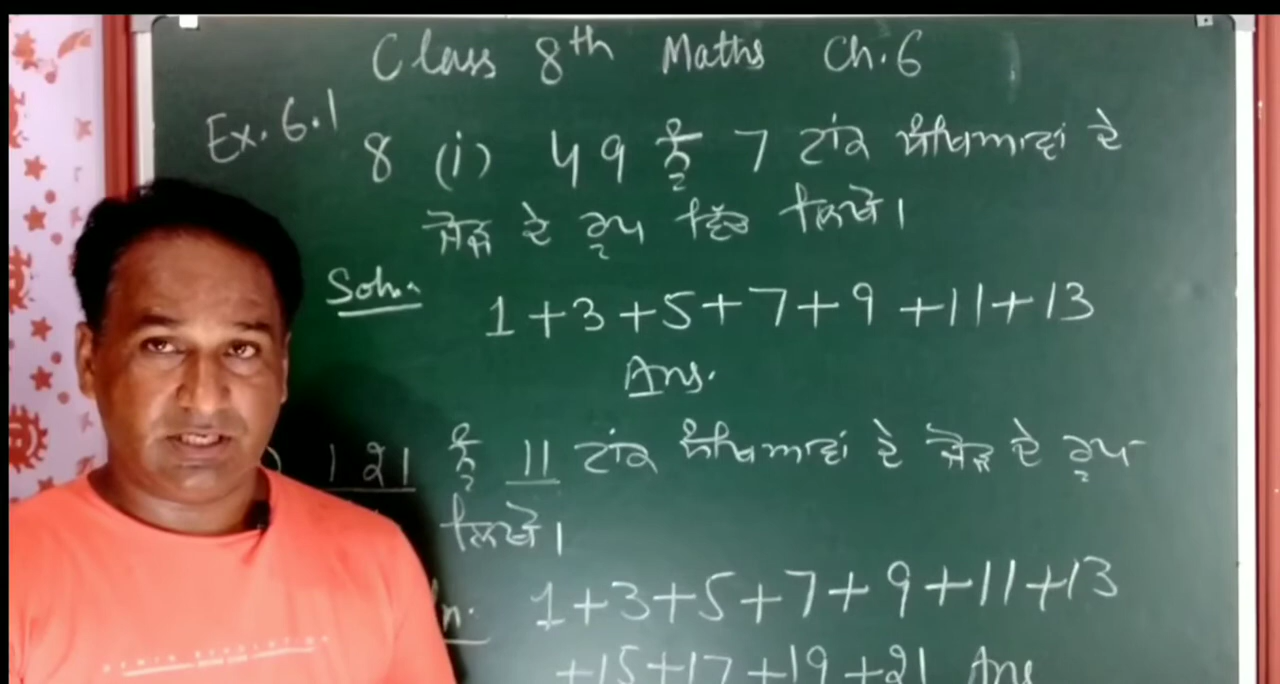 Class 8th Maths Ch.6
Ex. 6.1
8 (i) 49 ਨੂੰ 7 ਟਾਂਕ ਸੰਖਿਆਵਾਂ ਦੇ
ਜੋੜ ਦੇ ਰੂਪ ਵਿੱਚ ਲਿਖੋ।
Soln. 1+3+5+7+9+11+13
Ans.
) 121 ਨੂੰ 11 ਟਾਂਕ ਸੰਖਿਆਵਾਂ ਦੇ ਜੋੜ ਦੇ ਰੂਪ
ਲਿਖੋ।
n. 1+3+5+7+9+11+13
+15+17+19+21 Ans